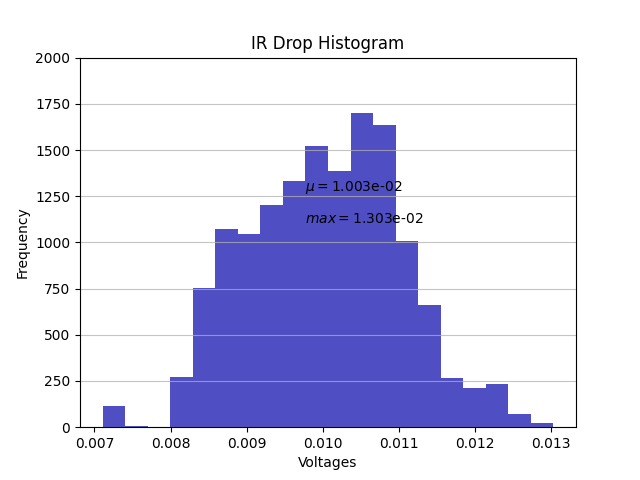 IR Drop Histogram
2000
1750
1500
1250
1000
750
500
250
0
Frequency
μ = 1.003e-02
max = 1.303e-02
0.007 0.008 0.009 0.010 0.011 0.012 0.013
Voltages